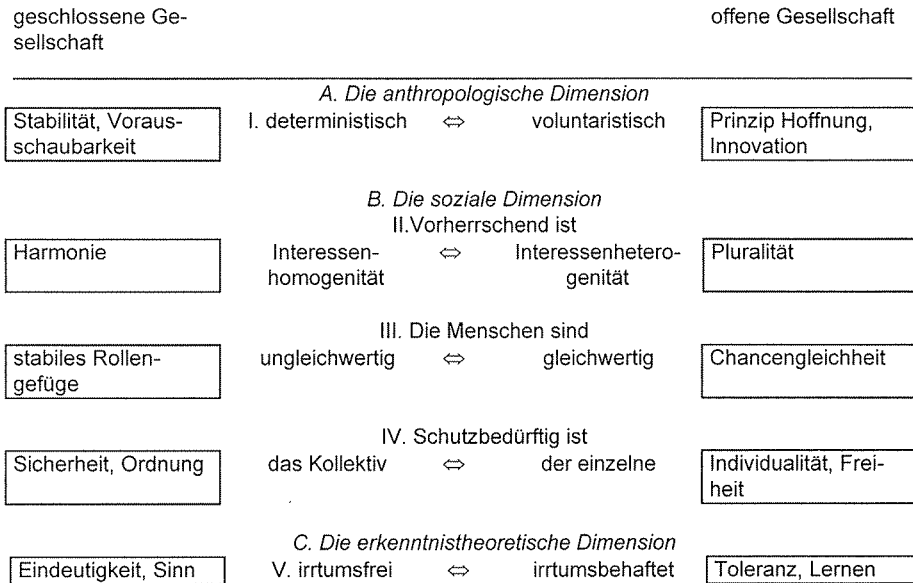 geschlossene Ge-
sellschaft
offene Gesellschaft
A. Die anthropologische Dimension
Stabilität, Voraus-
schaubarkeit
I. deterministisch ⇔ voluntaristisch
Prinzip Hoffnung,
Innovation
B. Die soziale Dimension
II.Vorherrschend ist
Harmonie
Interessen-
homogenität
⇔
Interessenhetero-
genität
Pluralität
III. Die Menschen sind
stabiles Rollen-
gefüge
ungleichwertig ⇔ gleichwertig
Chancengleichheit
IV. Schutzbedürftig ist
Sicherheit, Ordnung
das Kollektiv ⇔ der einzelne
Individualität, Frei-
heit
C. Die erkenntnistheoretische Dimension
Eindeutigkeit, Sinn
V. irrtumsfrei ⇔ irrtumsbehaftet
Toleranz, Lernen